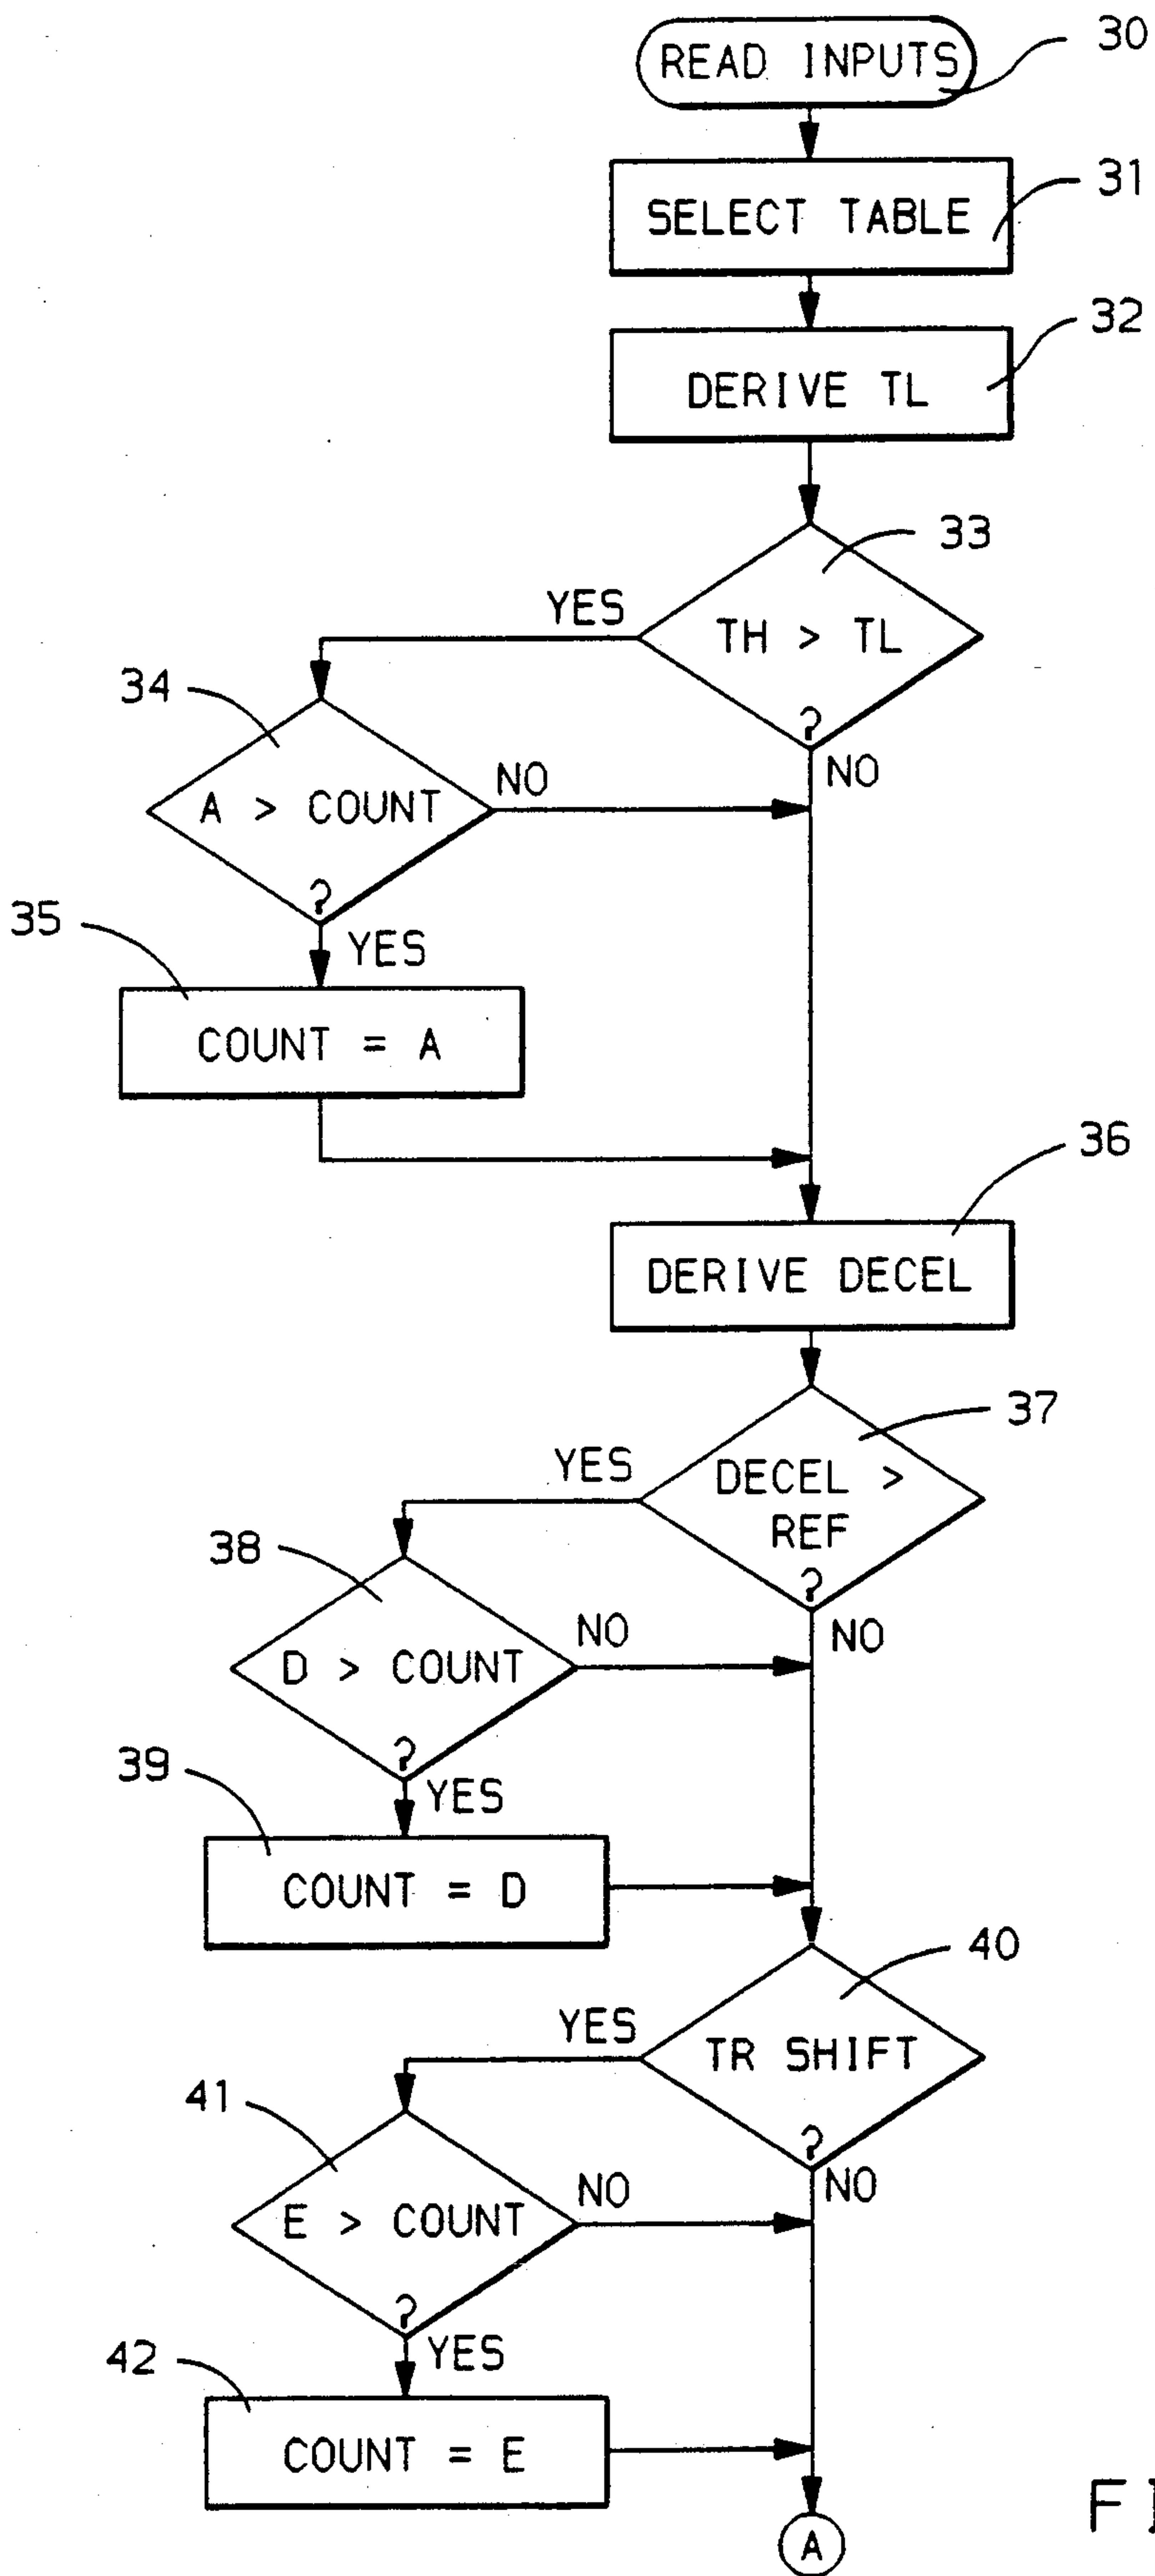 READ INPUTS
30
SELECT TABLE
31
DERIVE TL
32
33
YES
TH > TL
?
NO
34
A > COUNT
NO
?
YES
35
COUNT = A
36
DERIVE DECEL
37
YES
DECEL >
REF
?
NO
38
D > COUNT
NO
?
YES
39
COUNT = D
40
YES
TR SHIFT
?
NO
41
E > COUNT
NO
?
YES
42
COUNT = E
A